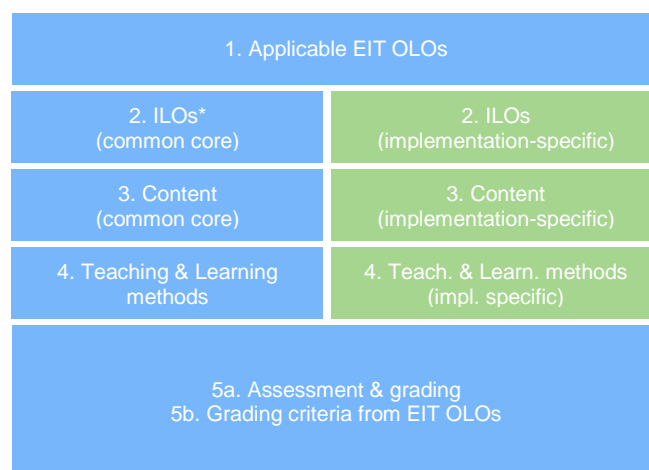 1. Applicable EIT OLOs
2. ILOs*
(common core)
2. ILOs
(implementation-specific)
3. Content
(common core)
3. Content
(implementation-specific)
4. Teaching & Learning
methods
4. Teach. & Learn. methods
(impl. specific)
5a. Assessment & grading
5b. Grading criteria from EIT OLOs